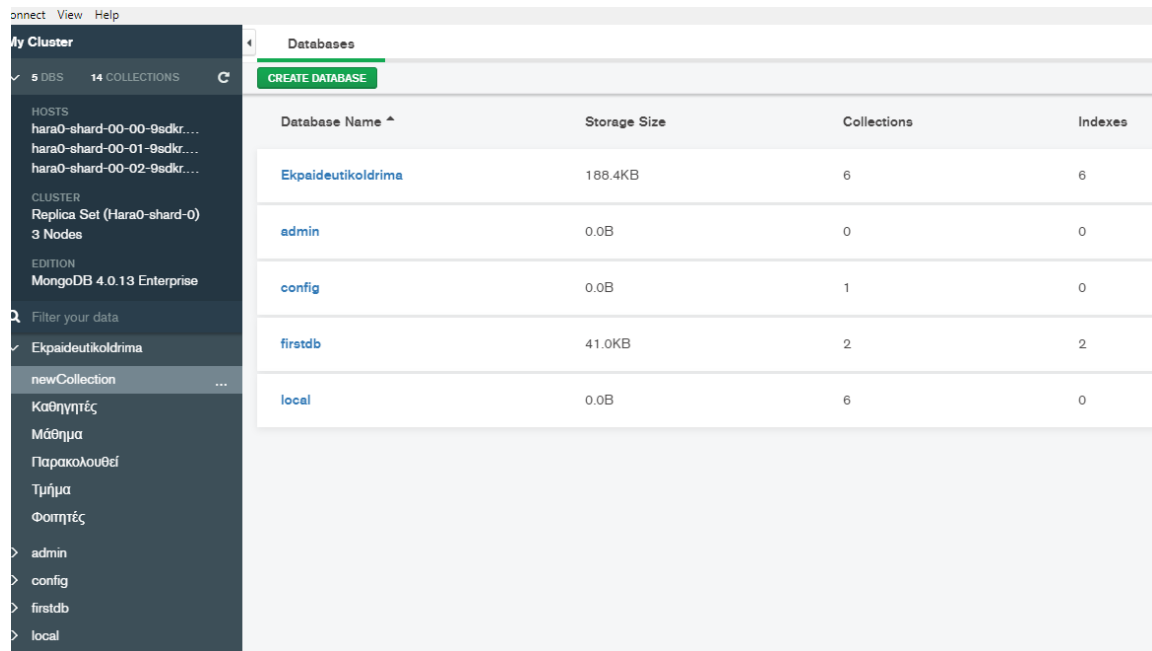 onnect View Help
My Cluster
5 DBS 14 COLLECTIONS
HOSTS
hara0-shard-00-00-9sdkr....
hara0-shard-00-01-9sdkr....
hara0-shard-00-02-9sdkr....
CLUSTER
Replica Set (Hara0-shard-0)
3 Nodes
EDITION
MongoDB 4.0.13 Enterprise
Filter your data
Ekpaideutikoldrima
newCollection ...
Καθηγητές
Μάθημα
Παρακολουθεί
Τμήμα
Φοιτητές
admin
config
firstdb
local
Databases
CREATE DATABASE
Database Name Storage Size Collections Indexes
Ekpaideutikoldrima 188.4KB 6 6
admin 0.0B 0 0
config 0.0B 1 0
firstdb 41.0KB 2 2
local 0.0B 6 0